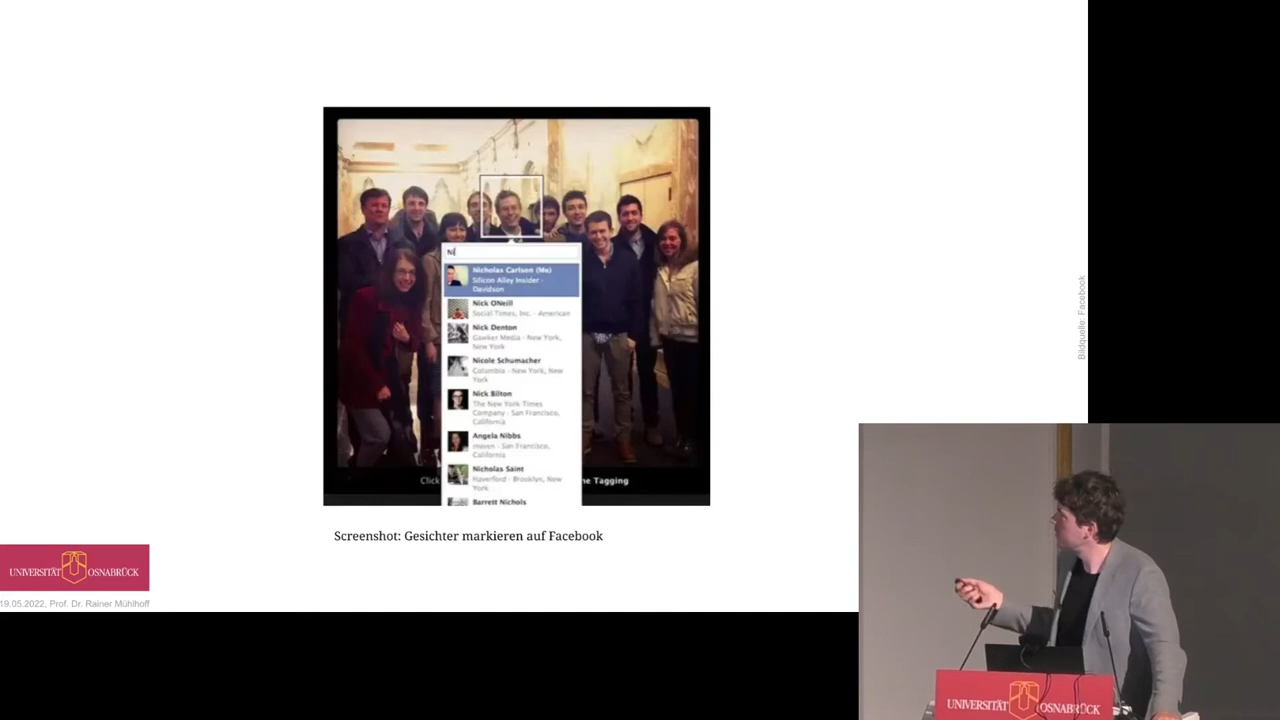 Ni
Nicholas Carlson (Me)
Silicon Alley Insider ·
Davidson
Nick ONeill
Social Times, Inc. · American
Nick Denton
Gawker Media · New York,
New York
Nicole Schumacher
Columbia · New York, New
York
Nick Bilton
The New York Times
Company · San Francisco,
California
Angela Nibbs
· San Francisco,
California
Nicholas Saint
Haverford · Brooklyn, New
York
Barrett Nichols
Click
ne Tagging
Screenshot: Gesichter markieren auf Facebook
Bildquelle: Facebook
UNIVERSITÄT OSNABRÜCK
19.05.2022, Prof. Dr. Rainer Mühlhoff
UNIVERSITÄT OSNABRÜCK